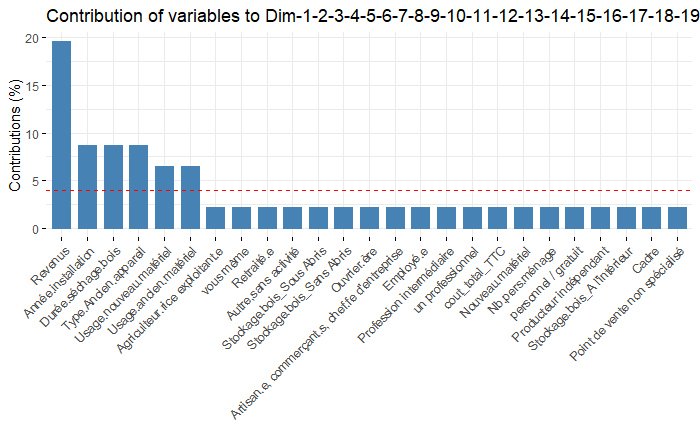 Contribution of variables to Dim-1-2-3-4-5-6-7-8-9-10-11-12-13-14-15-16-17-18-19
Contributions (%)
20
15
10
5
0
Revenus
Année.installation
Durée.séchage.bois
Type.Ancien.appareil
Usage.nouveau.matériel
Usage.ancien.matériel
Agriculteur.rice exploitant.e
vous même
Retraité.e
Autre,sans activité
Stockage.bois_Sous Abris
Stockage.bois_Sans Abris
Ouvrier.ère
Artisan.e, commerçant.s, chef.fe d'entreprise
Employé.e
Profession intermédiaire
un professionnel
cout_total_TTC
Nouveau.matériel
Nb.pers.ménage
personnel / gratuit
Producteur indépendant
Stockage.bois_A l'intérieur
Cadre
Point de vente non spécialisé